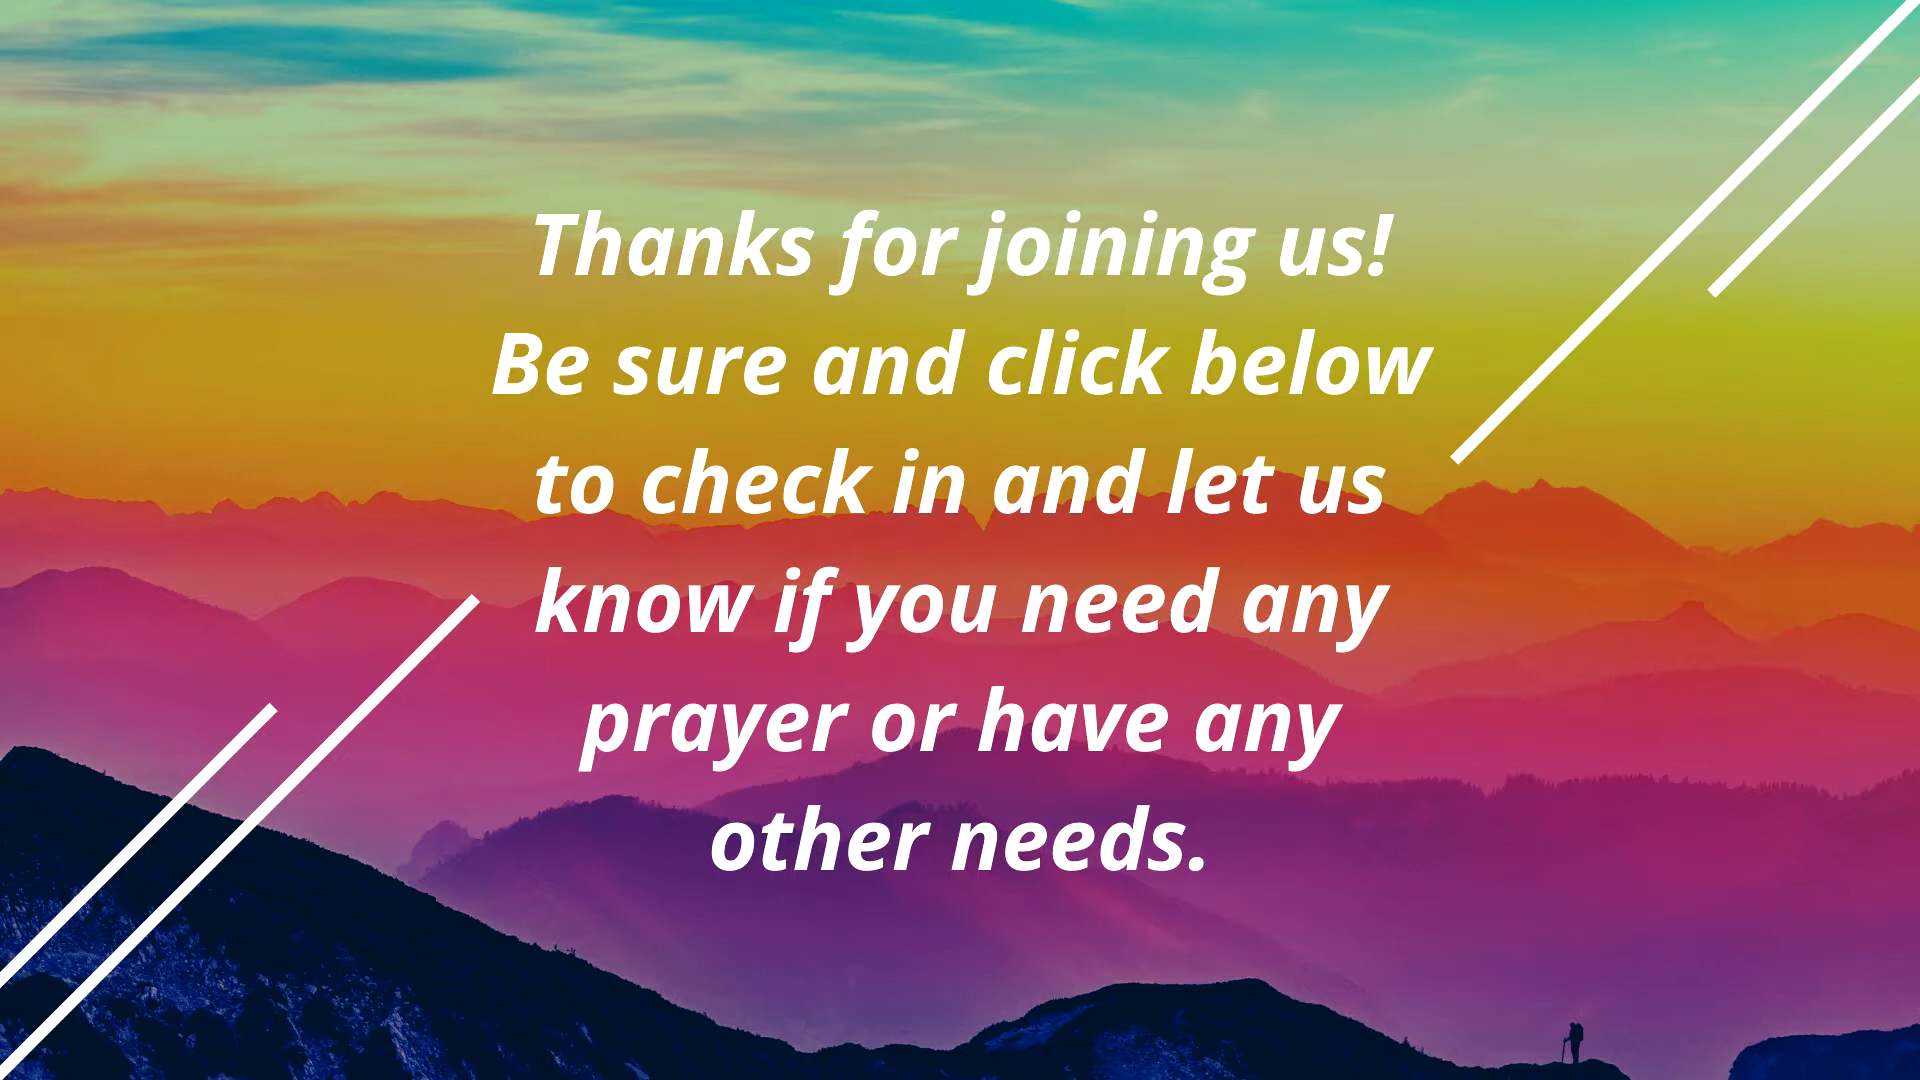 Thanks for joining us!
Be sure and click below
to check in and let us
know if you need any
prayer or have any
other needs.